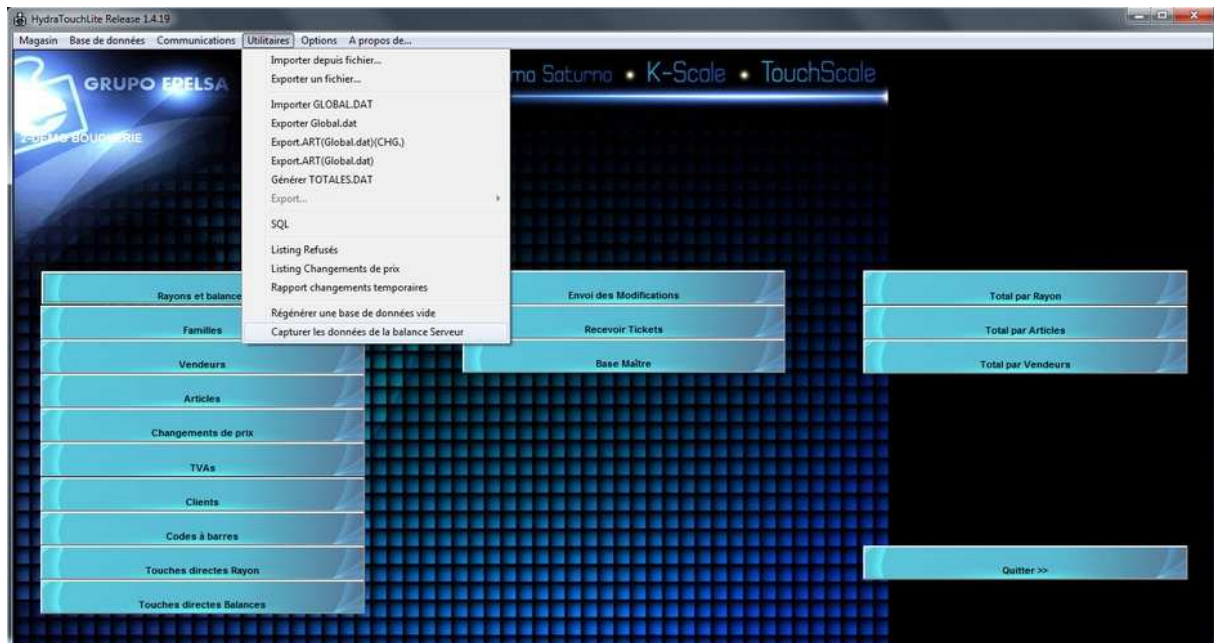 HydraTouchLite Release 1.4.19
Magasin Base de données Communications Utilitaires Options A propos de...
GRUPO EPELSA
ma Saturno • K-Scale • TouchScale
2-DEMO BOUCHERIE
Importer depuis fichier...
Exporter un fichier...
Importer GLOBAL.DAT
Exporter Global.dat
Export.ART(Global.dat)(CHG.)
Export.ART(Global.dat)
Générer TOTALES.DAT
Export...
SQL
Listing Refusés
Listing Changements de prix
Rapport changements temporaires
Régénérer une base de données vide
Capturer les données de la balance Serveur
Rayons et balance
Familles
Vendeurs
Articles
Changements de prix
TVAs
Clients
Codes à barres
Touches directes Rayon
Touches directes Balances
Envoi des Modifications
Recevoir Tickets
Base Maître
Total par Rayon
Total par Articles
Total par Vendeurs
Quitter >>